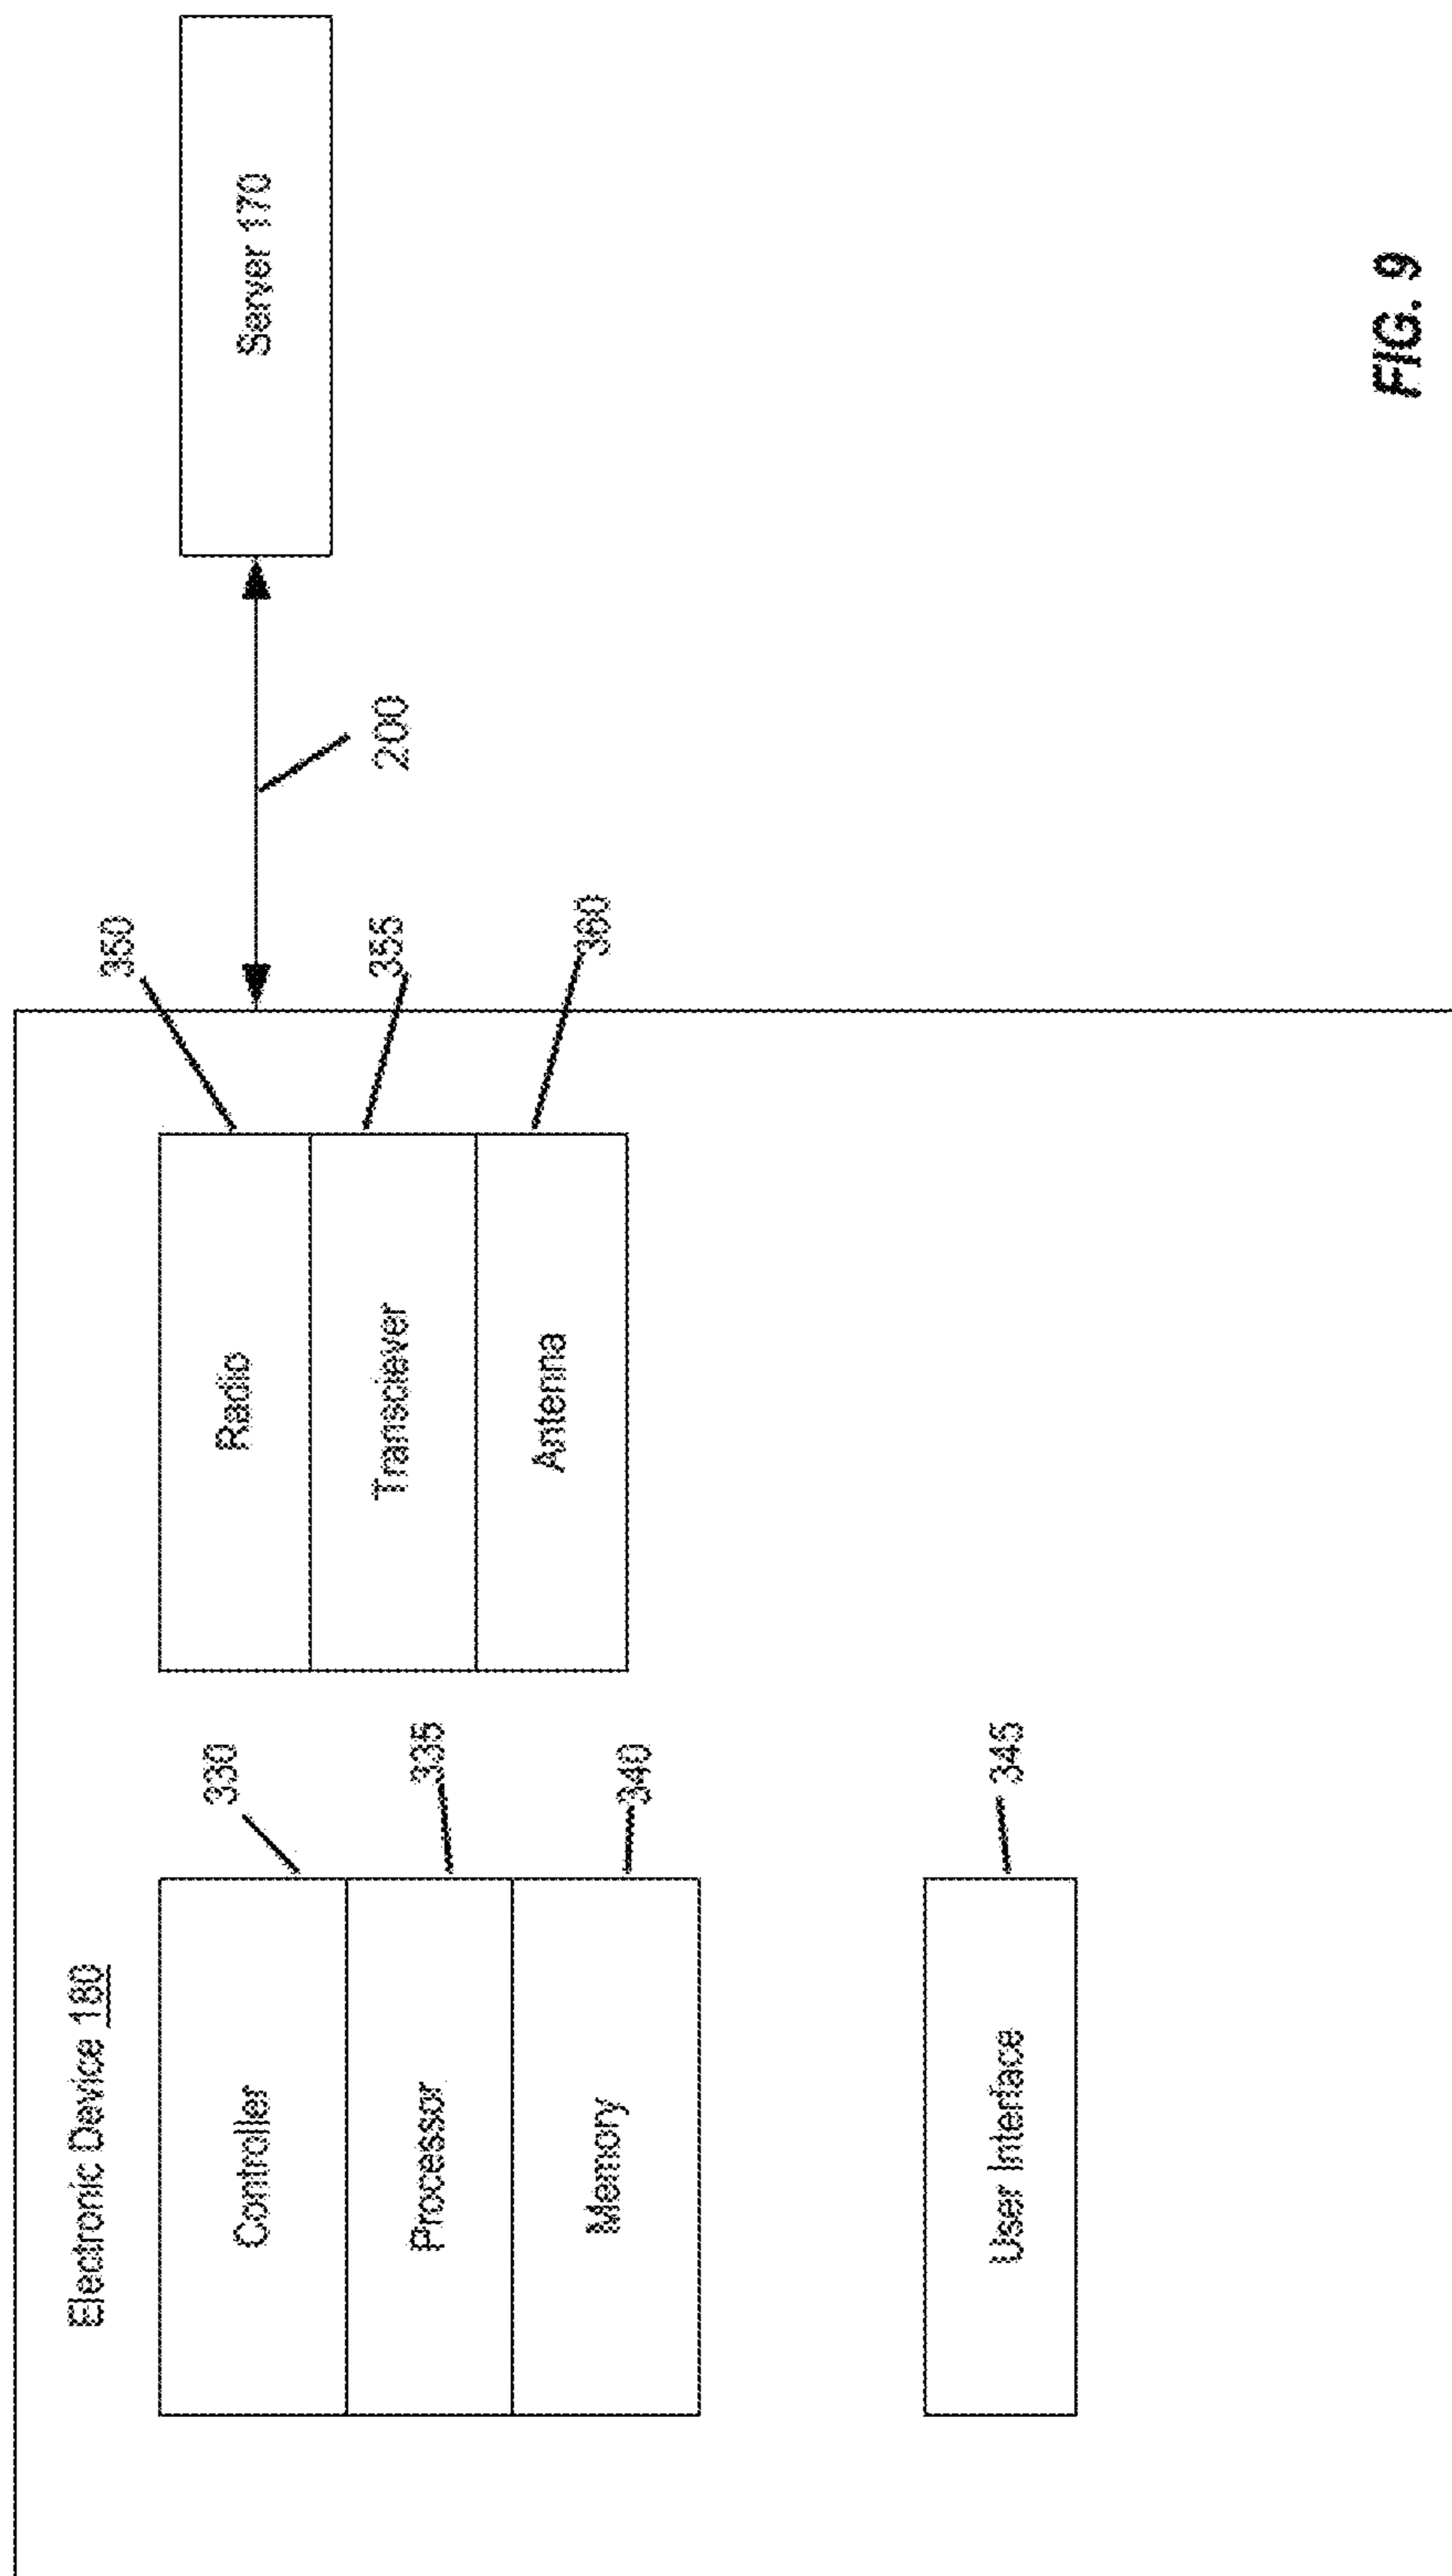 Electronic Device 180
Controller
330
Processor
335
Memory
340
User Interface
345
Radio
350
Transciever
355
Antenna
360
200
Server 170
FIG. 9